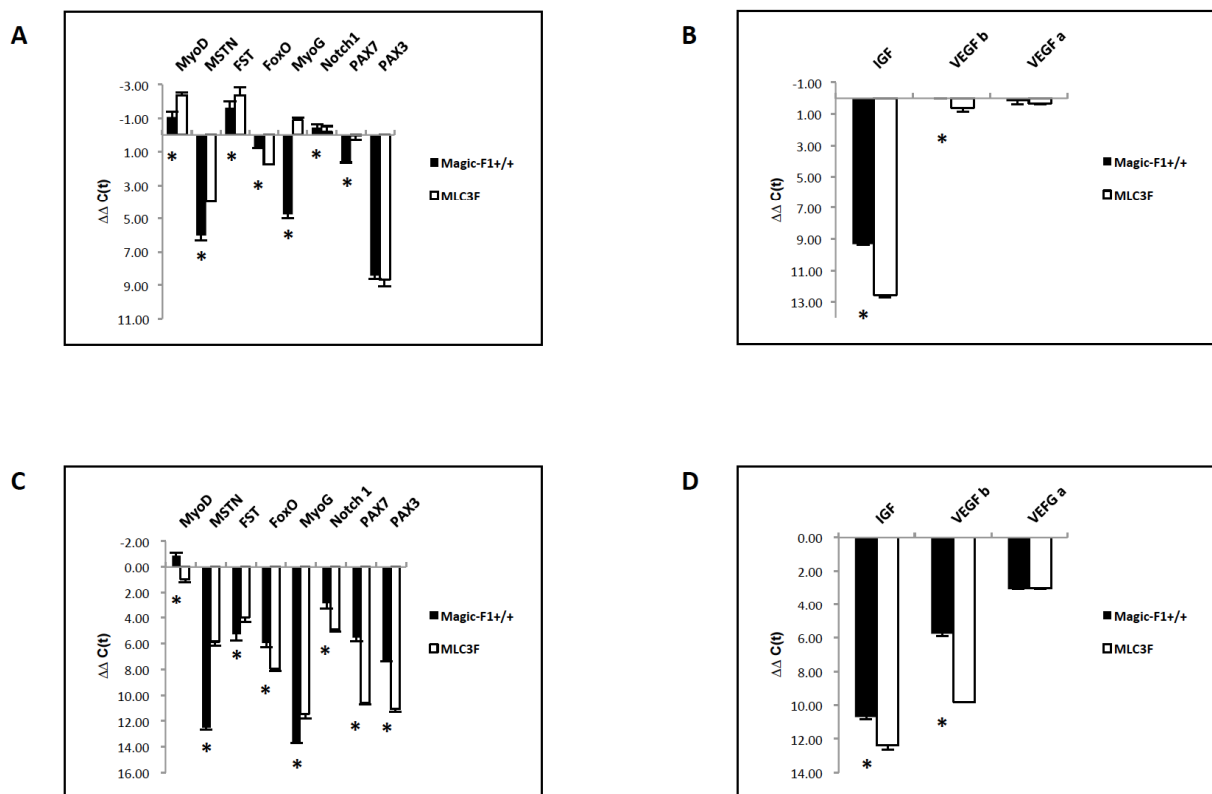 A
MyoD MSTN FST FoxO MyoG Notch1 PAX7 PAX3
-3.00
-1.00
1.00
3.00
5.00
7.00
9.00
11.00
ΔΔ C(t)
* * * * * * *
Magic-F1+/+
MLC3F
B
IGF VEGF b VEGF a
-1.00
1.00
3.00
5.00
7.00
9.00
11.00
13.00
ΔΔ C(t)
* *
Magic-F1+/+
MLC3F
C
MyoD MSTN FST FoxO MyoG Notch 1 PAX7 PAX3
-2.00
0.00
2.00
4.00
6.00
8.00
10.00
12.00
14.00
16.00
ΔΔ C(t)
* * * * * * * *
Magic-F1+/+
MLC3F
D
IGF VEGF b VEFG a
0.00
2.00
4.00
6.00
8.00
10.00
12.00
14.00
ΔΔ C(t)
* *
Magic-F1+/+
MLC3F